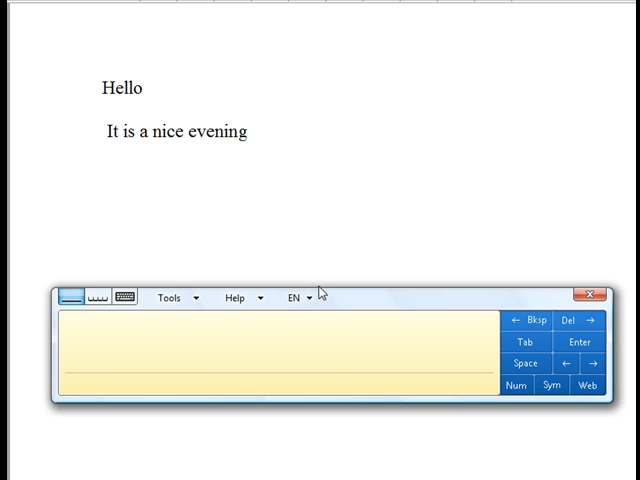 Hello
It is a nice evening
Tools Help EN
← Bksp Del →
Tab Enter
Space ← →
Num Sym Web